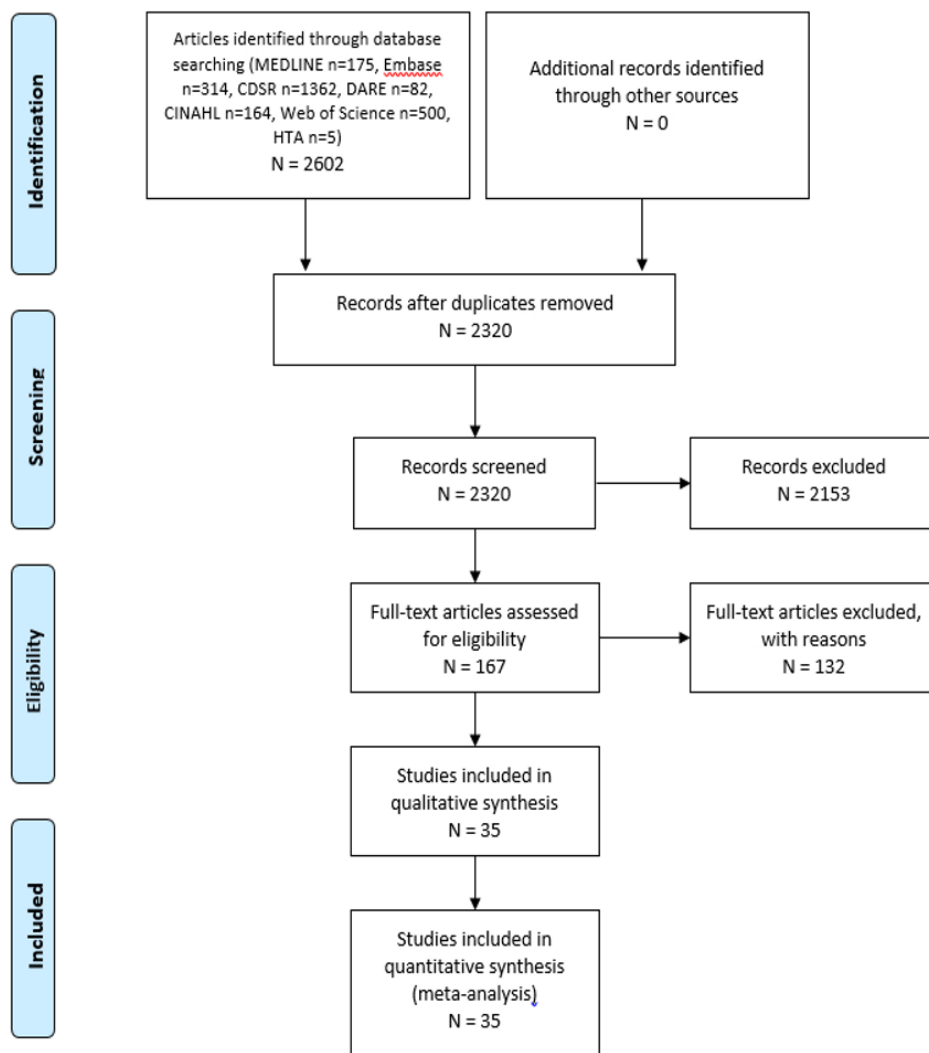 Identification
Articles identified through database
searching (MEDLINE n=175, Embase
n=314, CDSR n=1362, DARE n=82,
CINAHL n=164, Web of Science n=500,
HTA n=5)
N = 2602
Additional records identified
through other sources
N = 0
Screening
Records after duplicates removed
N = 2320
Records screened
N = 2320
Records excluded
N = 2153
Eligibility
Full-text articles assessed
for eligibility
N = 167
Full-text articles excluded,
with reasons
N = 132
Studies included in
qualitative synthesis
N = 35
Included
Studies included in
quantitative synthesis
(meta-analysis)
N = 35